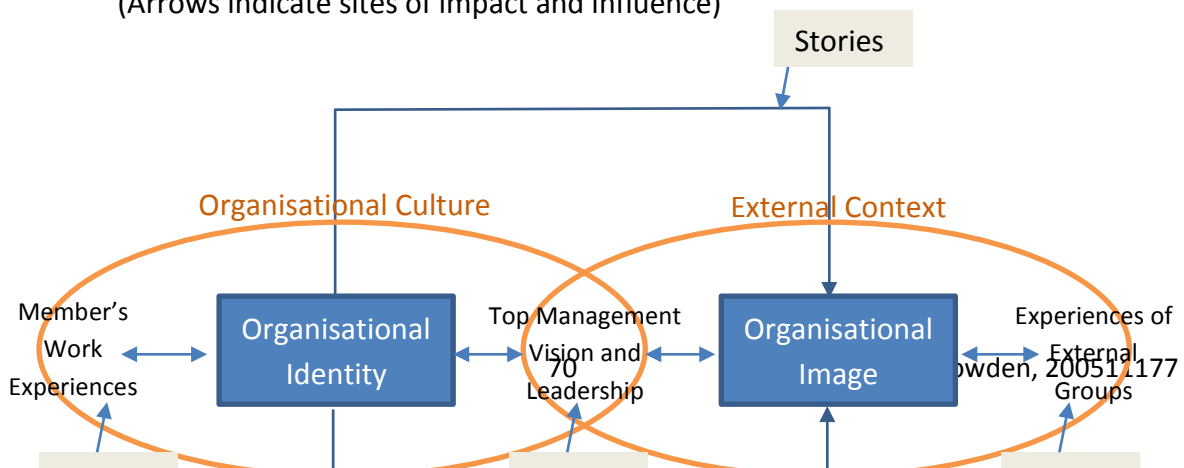 (Arrows indicate sites of impact and influence)
Stories
Organisational Culture
External Context
Member's
Work
Experiences
Organisational
Identity
Top Management
Vision and
Leadership
70
Organisational
Image
Experiences of
External
Groups
owden, 200511177